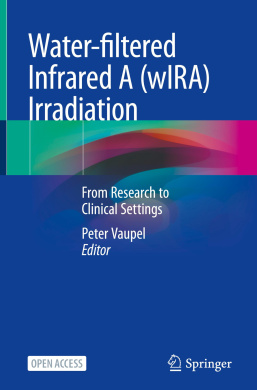 Water-filtered
Infrared A (wIRA)
Irradiation
From Research to
Clinical Settings
Peter Vaupel
Editor
OPEN ACCESS
Springer